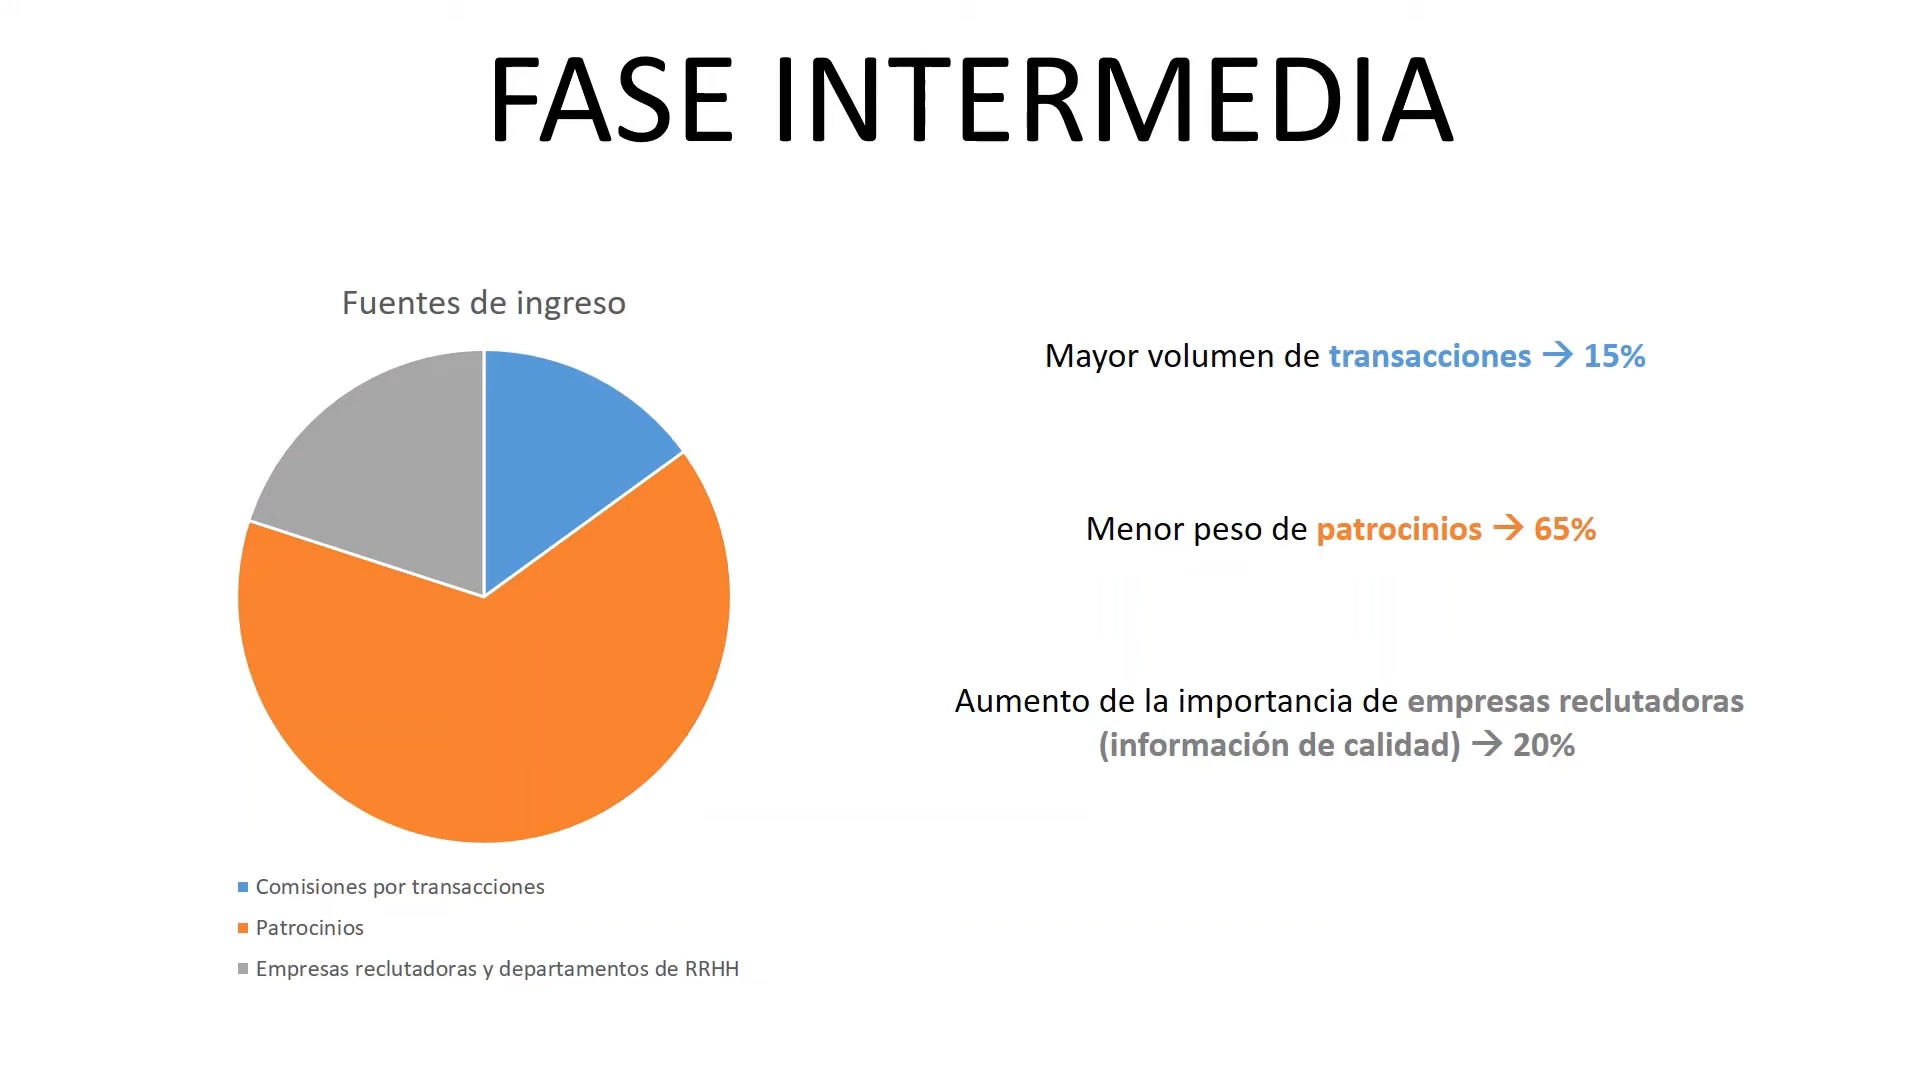 FASE INTERMEDIA
Fuentes de ingreso
Mayor volumen de transacciones → 15%
Menor peso de patrocinios → 65%
Aumento de la importancia de empresas reclutadoras
(información de calidad) → 20%
Comisiones por transacciones
Patrocinios
Empresas reclutadoras y departamentos de RRHH